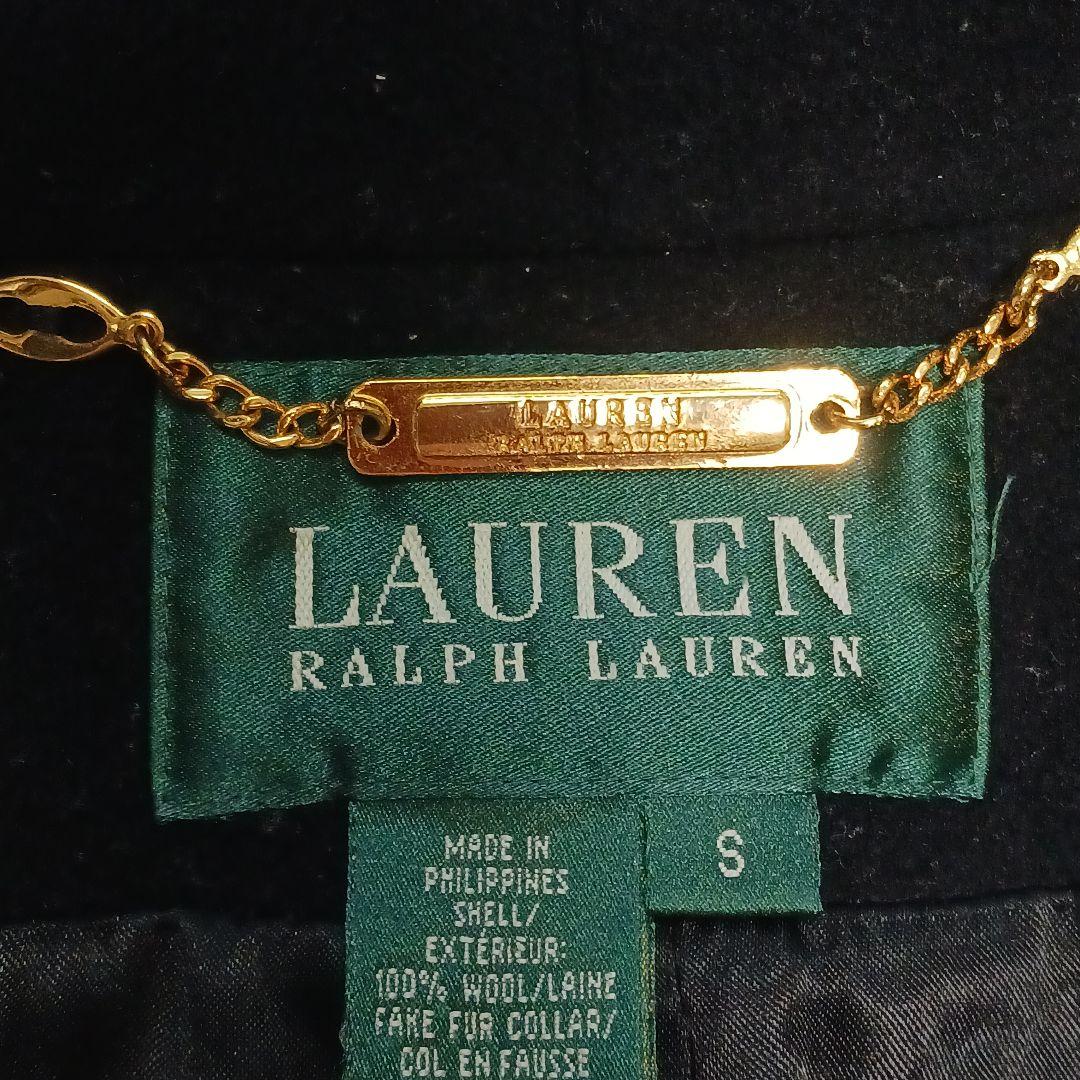 LAUREN
RALPH LAUREN
LAUREN
RALPH LAUREN
S
MADE IN
PHILIPPINES
SHELL/
EXTÉRIEUR:
100% WOOL/LAINE
FAKE FUR COLLAR/
COL EN FAUSSE